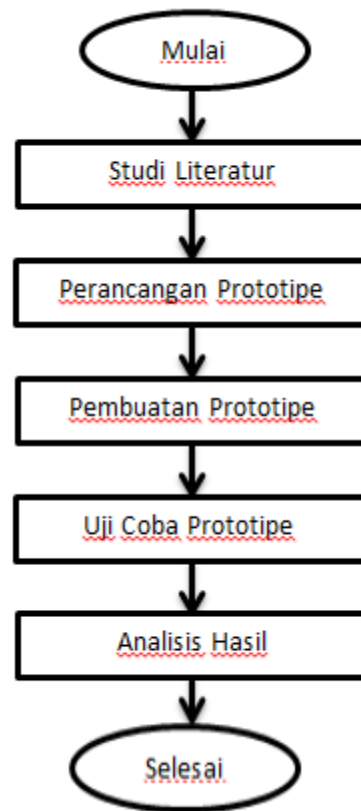 Mulai
Studi Literatur
Perancangan Prototipe
Pembuatan Prototipe
Uji Coba Prototipe
Analisis Hasil
Selesai